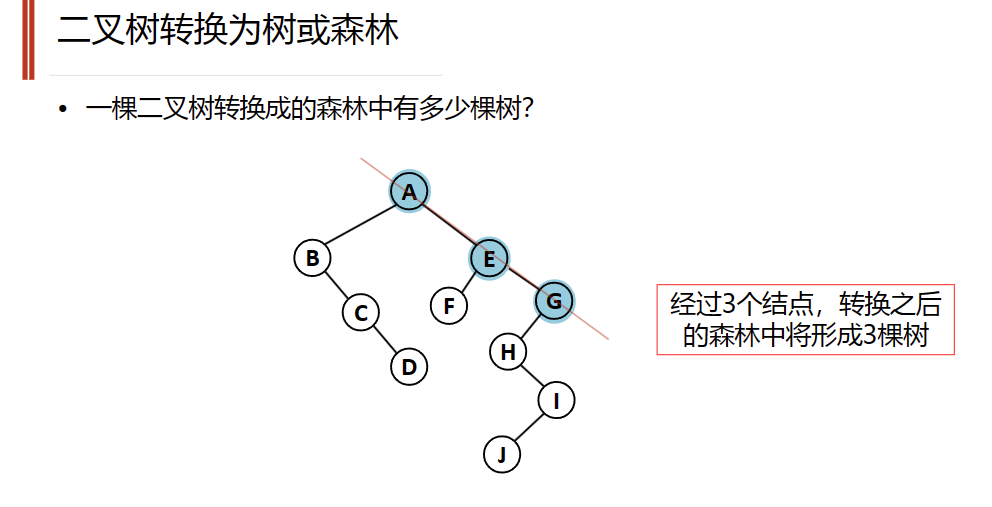 二叉树转换为树或森林
• 一棵二叉树转换成的森林中有多少棵树？
A
B
E
C
F
G
D
H
I
J
经过3个结点，转换之后
的森林中将形成3棵树